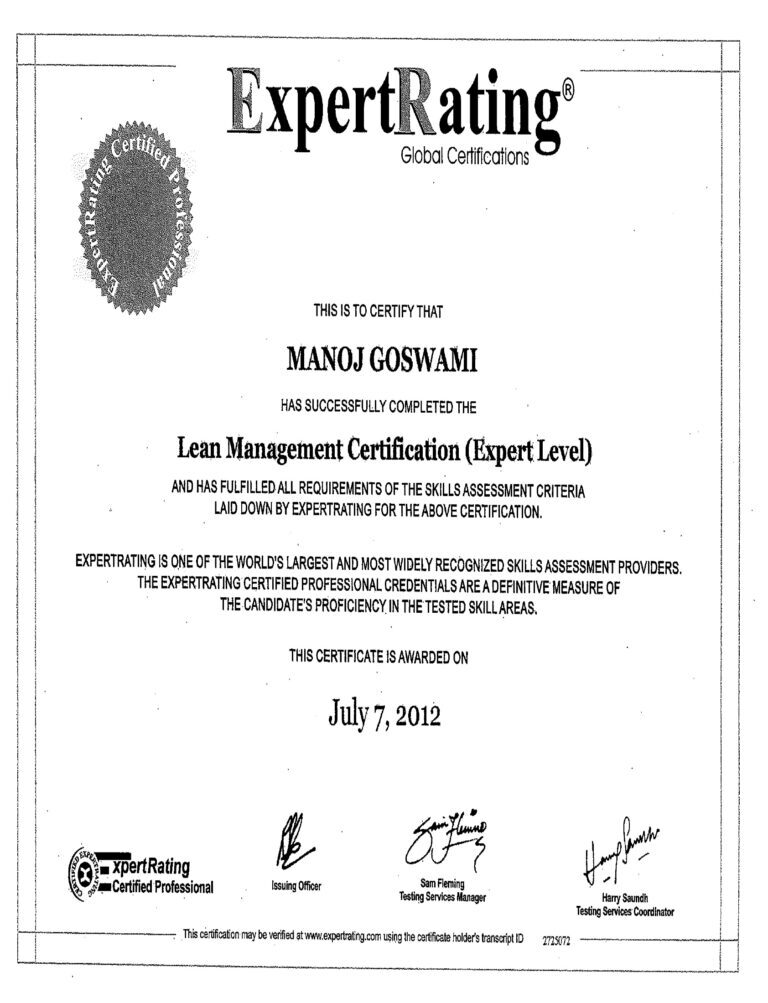 ExpertRating®
Global Certifications
ExpertRating Certified Professional
THIS IS TO CERTIFY THAT
MANOJ GOSWAMI
HAS SUCCESSFULLY COMPLETED THE
Lean Management Certification (Expert Level)
AND HAS FULFILLED ALL REQUIREMENTS OF THE SKILLS ASSESSMENT CRITERIA
LAID DOWN BY EXPERTRATING FOR THE ABOVE CERTIFICATION.
EXPERTRATING IS ONE OF THE WORLD'S LARGEST AND MOST WIDELY RECOGNIZED SKILLS ASSESSMENT PROVIDERS.
THE EXPERTRATING CERTIFIED PROFESSIONAL CREDENTIALS ARE A DEFINITIVE MEASURE OF
THE CANDIDATE'S PROFICIENCY IN THE TESTED SKILL AREAS.
THIS CERTIFICATE IS AWARDED ON
July 7, 2012
Sam Fleming
ExpertRating
Certified Professional
Issuing Officer
Sam Fleming
Testing Services Manager
Harry Saundh
Testing Services Coordinator
This certification may be verified at www.expertrating.com using the certificate holder's transcript ID 2725072